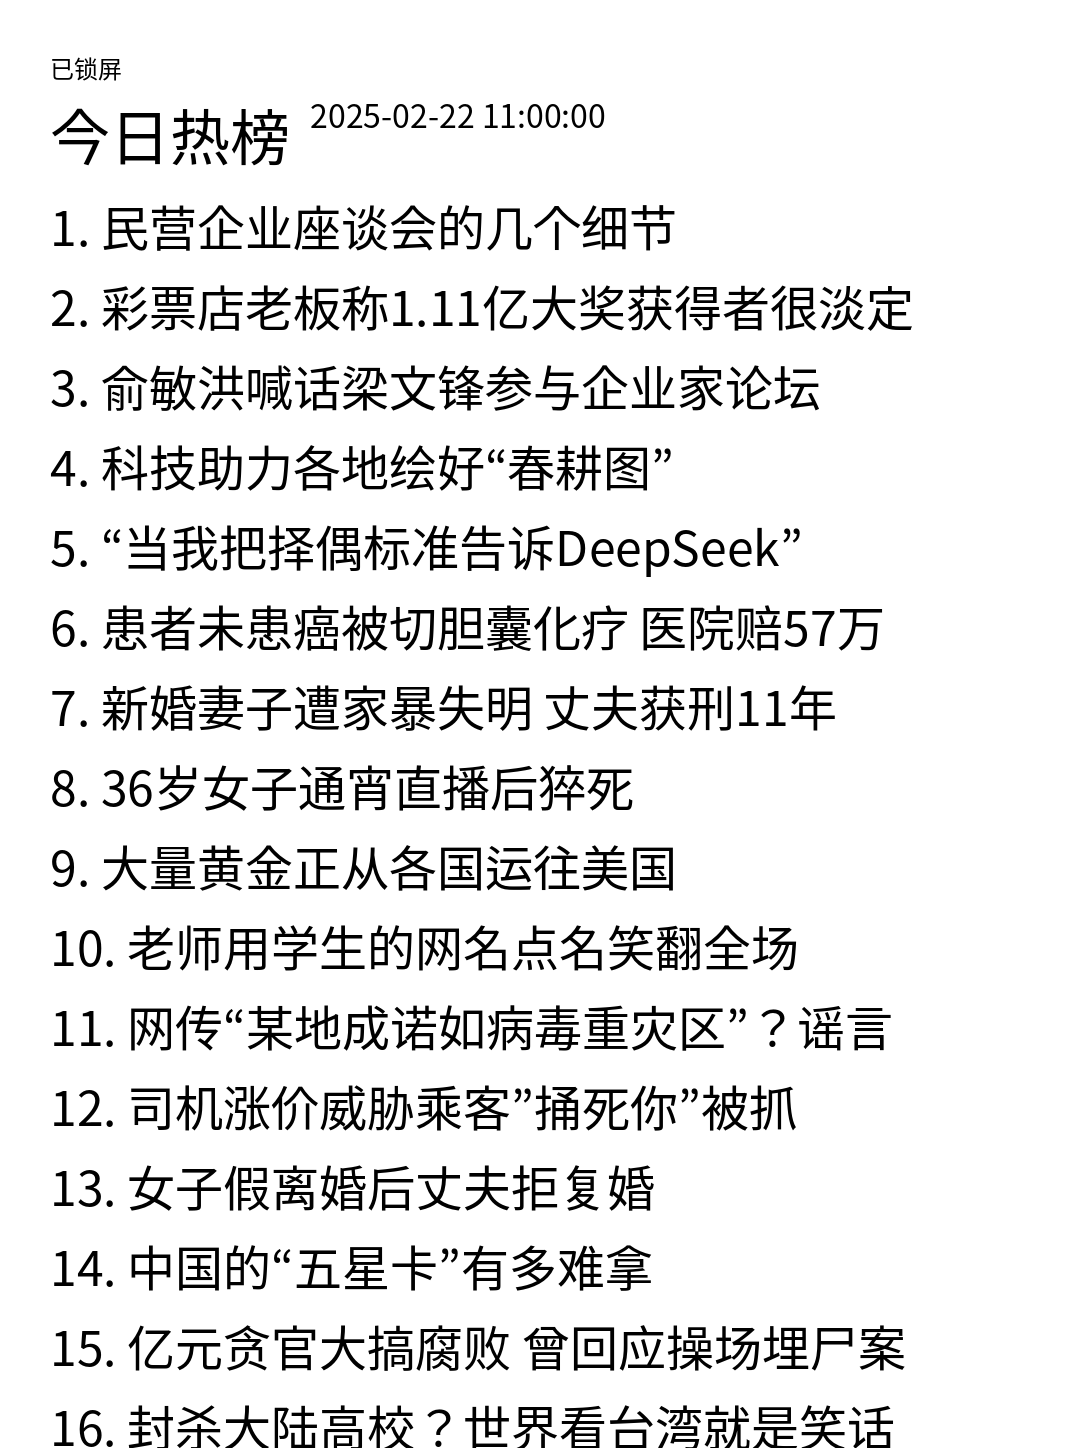 已锁屏
今日热榜 2025-02-22 11:00:00
1. 民营企业座谈会的几个细节
2. 彩票店老板称1.11亿大奖获得者很淡定
3. 俞敏洪喊话梁文锋参与企业家论坛
4. 科技助力各地绘好“春耕图”
5. “当我把择偶标准告诉DeepSeek”
6. 患者未患癌被切胆囊化疗 医院赔57万
7. 新婚妻子遭家暴失明 丈夫获刑11年
8. 36岁女子通宵直播后猝死
9. 大量黄金正从各国运往美国
10. 老师用学生的网名点名笑翻全场
11. 网传“某地成诺如病毒重灾区”？谣言
12. 司机涨价威胁乘客”捅死你”被抓
13. 女子假离婚后丈夫拒复婚
14. 中国的“五星卡”有多难拿
15. 亿元贪官大搞腐败 曾回应操场埋尸案
16. 封杀大陆高校？世界看台湾就是笑话